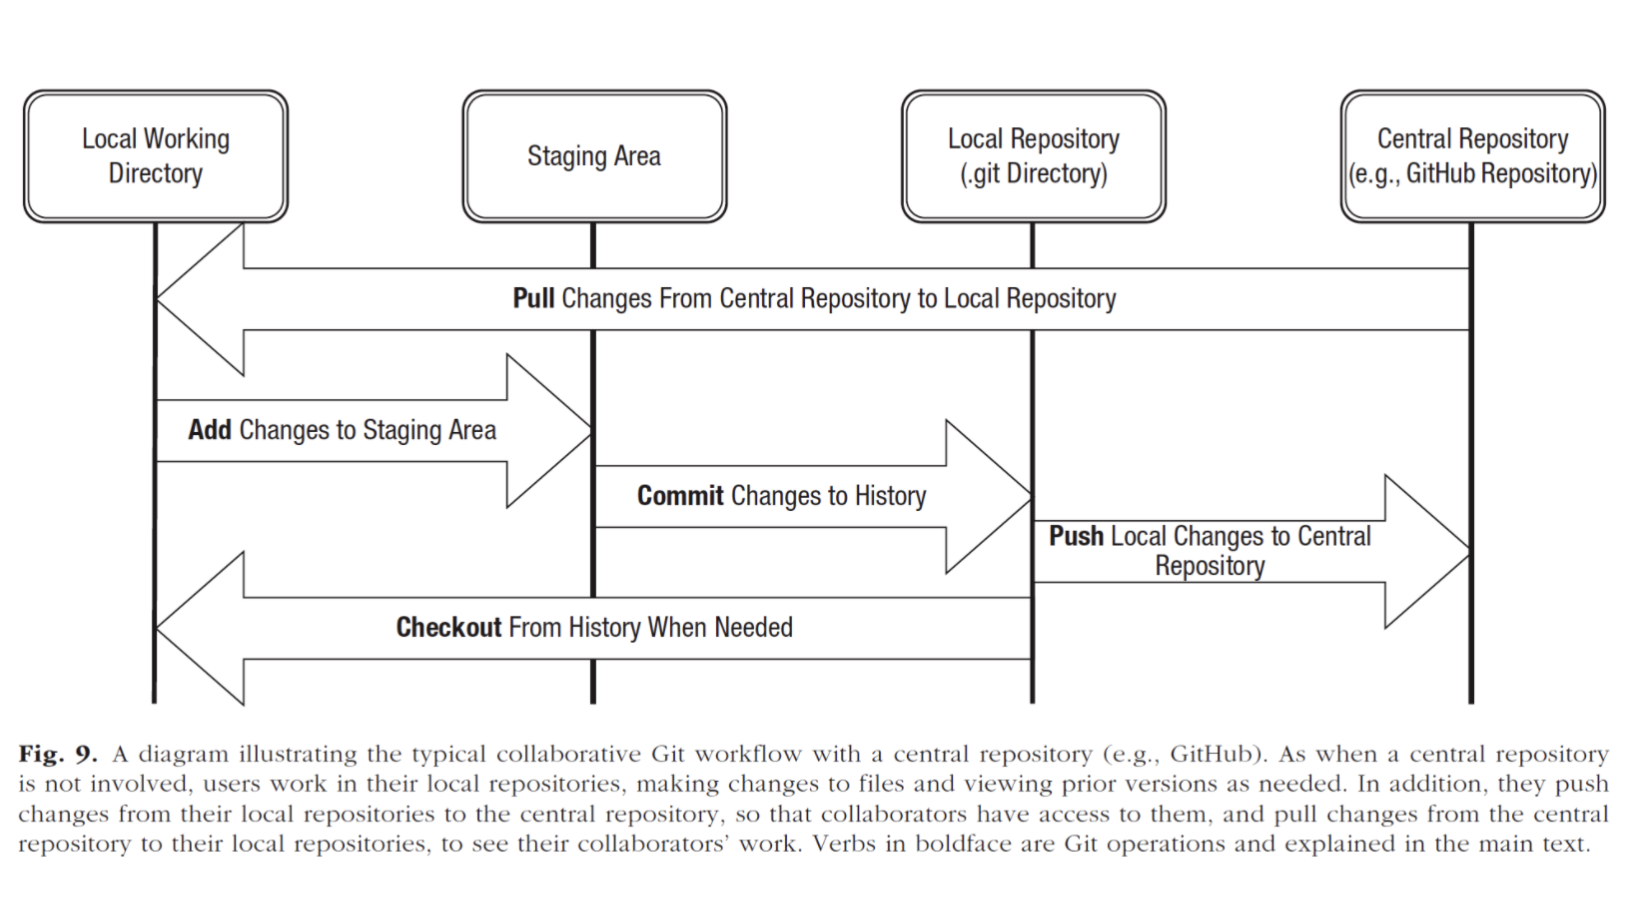 Local Working
Directory
Staging Area
Local Repository
(.git Directory)
Central Repository
(e.g., GitHub Repository)
Pull Changes From Central Repository to Local Repository
Add Changes to Staging Area
Commit Changes to History
Push Local Changes to Central
Repository
Checkout From History When Needed
Fig. 9. A diagram illustrating the typical collaborative Git workflow with a central repository (e.g., GitHub). As when a central repository
is not involved, users work in their local repositories, making changes to files and viewing prior versions as needed. In addition, they push
changes from their local repositories to the central repository, so that collaborators have access to them, and pull changes from the central
repository to their local repositories, to see their collaborators’ work. Verbs in boldface are Git operations and explained in the main text.